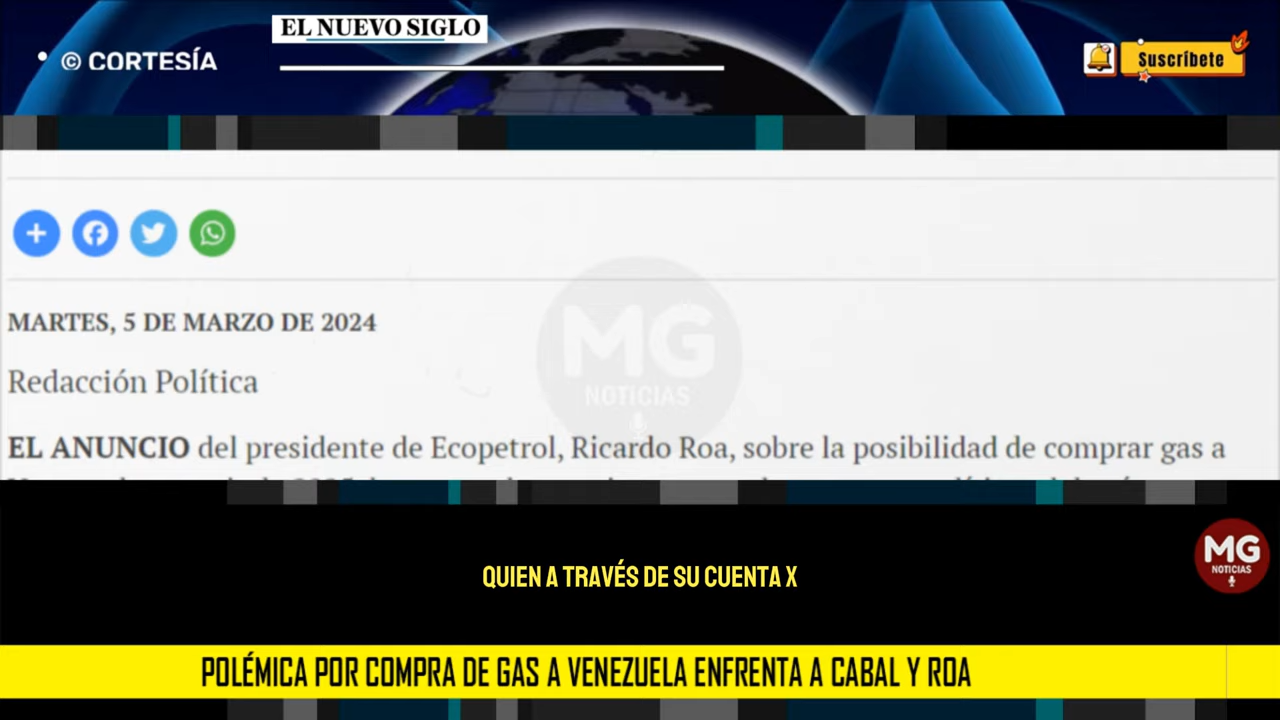 EL NUEVO SIGLO
© CORTESÍA
Suscríbete
MARTES, 5 DE MARZO DE 2024
Redacción Política
EL ANUNCIO del presidente de Ecopetrol, Ricardo Roa, sobre la posibilidad de comprar gas a
MG
NOTICIAS
QUIEN A TRAVÉS DE SU CUENTA X
MG
NOTICIAS
POLÉMICA POR COMPRA DE GAS A VENEZUELA ENFRENTA A CABAL Y ROA